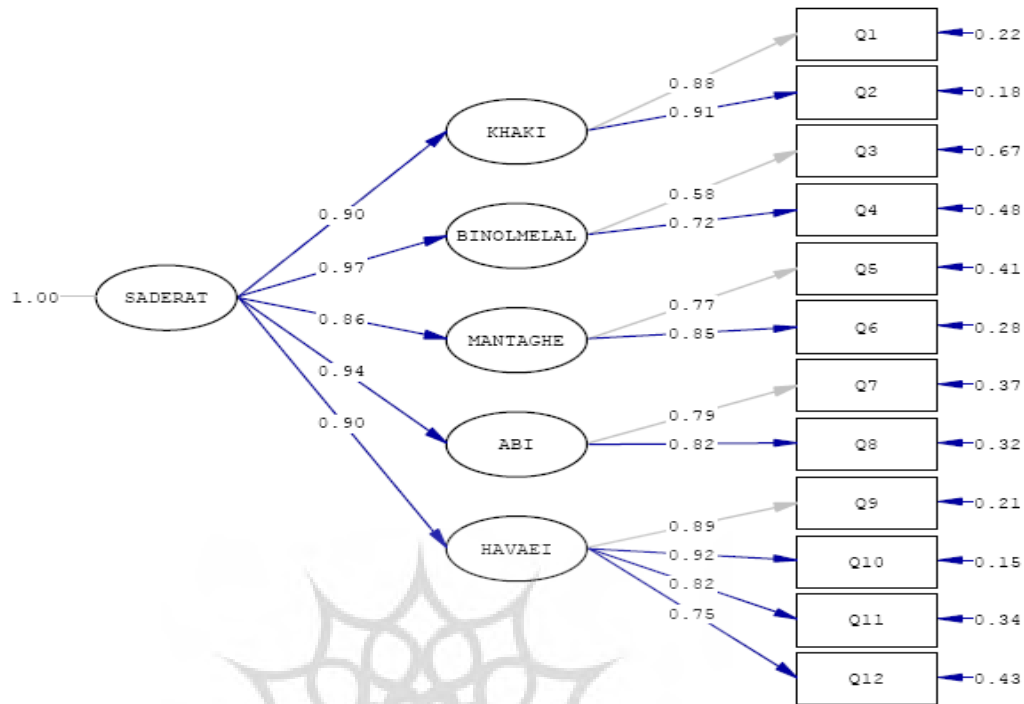 Q1
0.22
0.88
Q2
0.18
0.91
KHAKI
Q3
0.67
0.58
Q4
0.48
0.90
0.72
BINOLMELAL
Q5
0.41
0.97
0.77
1.00
SADERAT
0.86
Q6
0.28
0.85
MANTAGHE
0.94
Q7
0.37
0.79
0.90
ABI
0.82
Q8
0.32
Q9
0.21
0.89
HAVAEI
0.92
Q10
0.15
0.82
0.75
Q11
0.34
Q12
0.43